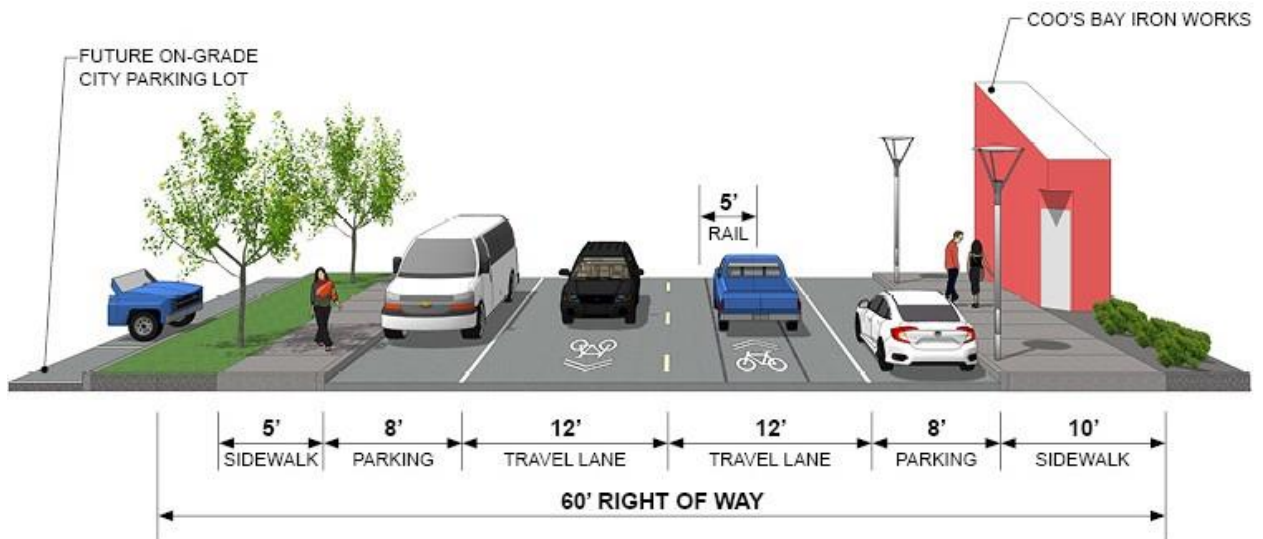 COO'S BAY IRON WORKS
FUTURE ON-GRADE
CITY PARKING LOT
5'
RAIL
5'
SIDEWALK
8'
PARKING
12'
TRAVEL LANE
12'
TRAVEL LANE
8'
PARKING
10'
SIDEWALK
60' RIGHT OF WAY